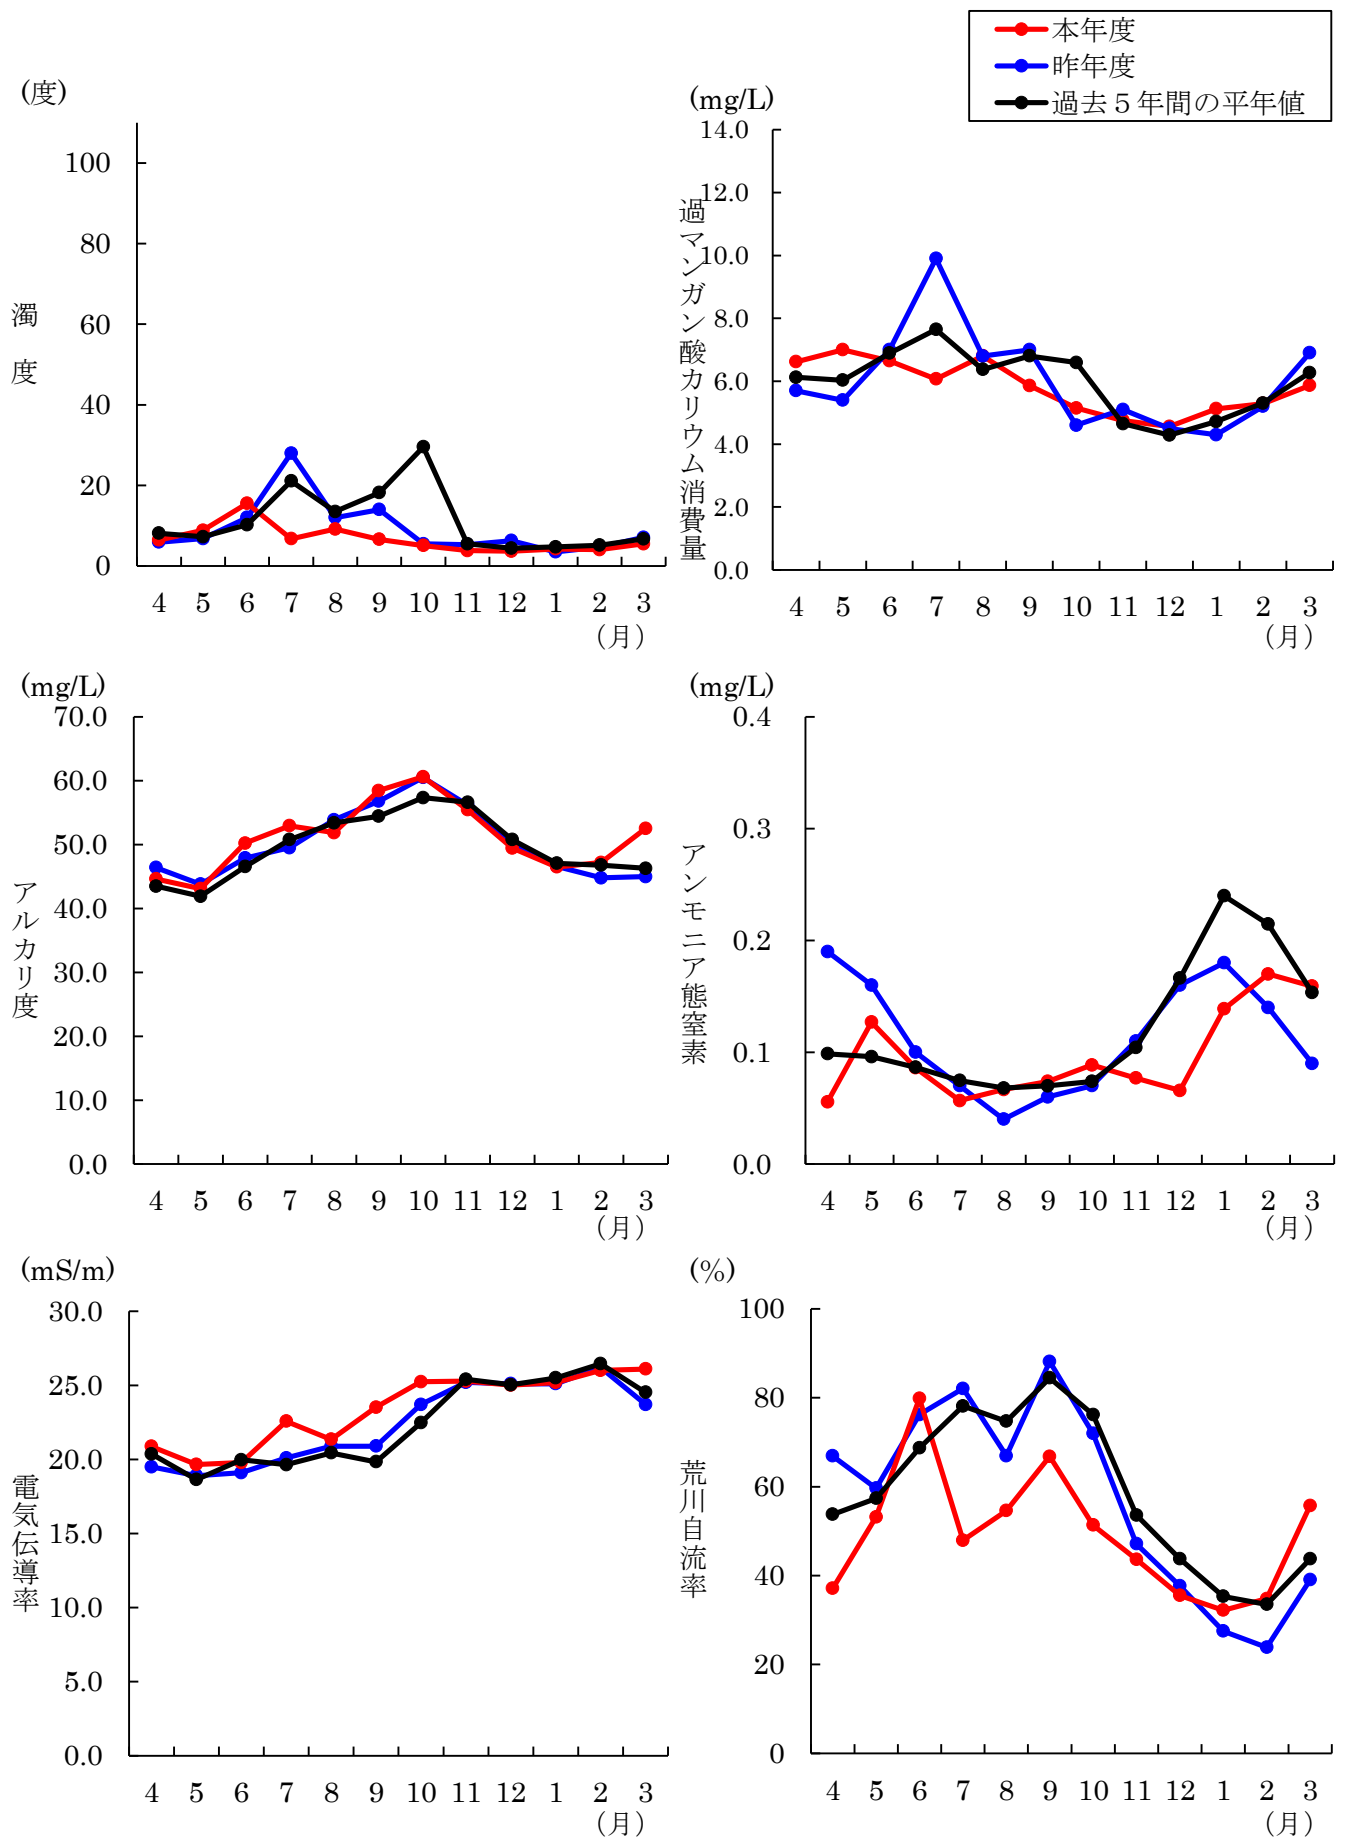 本年度
昨年度
過去５年間の平年値
(度)
100
80
60
40
20
0
濁度
4 5 6 7 8 9 10 11 12 1 2 3
（月）
(mg/L)
14.0
12.0
10.0
8.0
6.0
4.0
2.0
0.0
過マンガン酸カリウム消費量
4 5 6 7 8 9 10 11 12 1 2 3
（月）
(mg/L)
70.0
60.0
50.0
40.0
30.0
20.0
10.0
0.0
アルカリ度
4 5 6 7 8 9 10 11 12 1 2 3
（月）
(mg/L)
0.4
0.3
0.2
0.1
0.0
アンモニア態窒素
4 5 6 7 8 9 10 11 12 1 2 3
（月）
(mS/m)
30.0
25.0
20.0
15.0
10.0
5.0
0.0
電気伝導率
4 5 6 7 8 9 10 11 12 1 2 3
（月）
(%)
100
80
60
40
20
0
荒川自流率
4 5 6 7 8 9 10 11 12 1 2 3
（月）